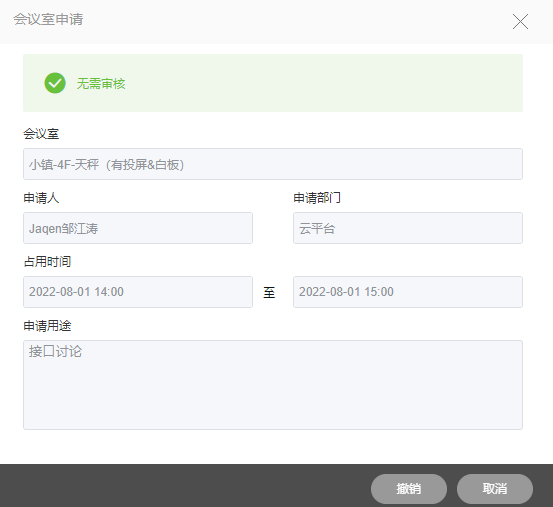 会议室申请
无需审核
会议室
小镇-4F-天秤（有投屏&白板）
申请人 申请部门
Jaqen邹江涛 云平台
占用时间
2022-08-01 14:00 至 2022-08-01 15:00
申请用途
接口讨论
撤销 取消